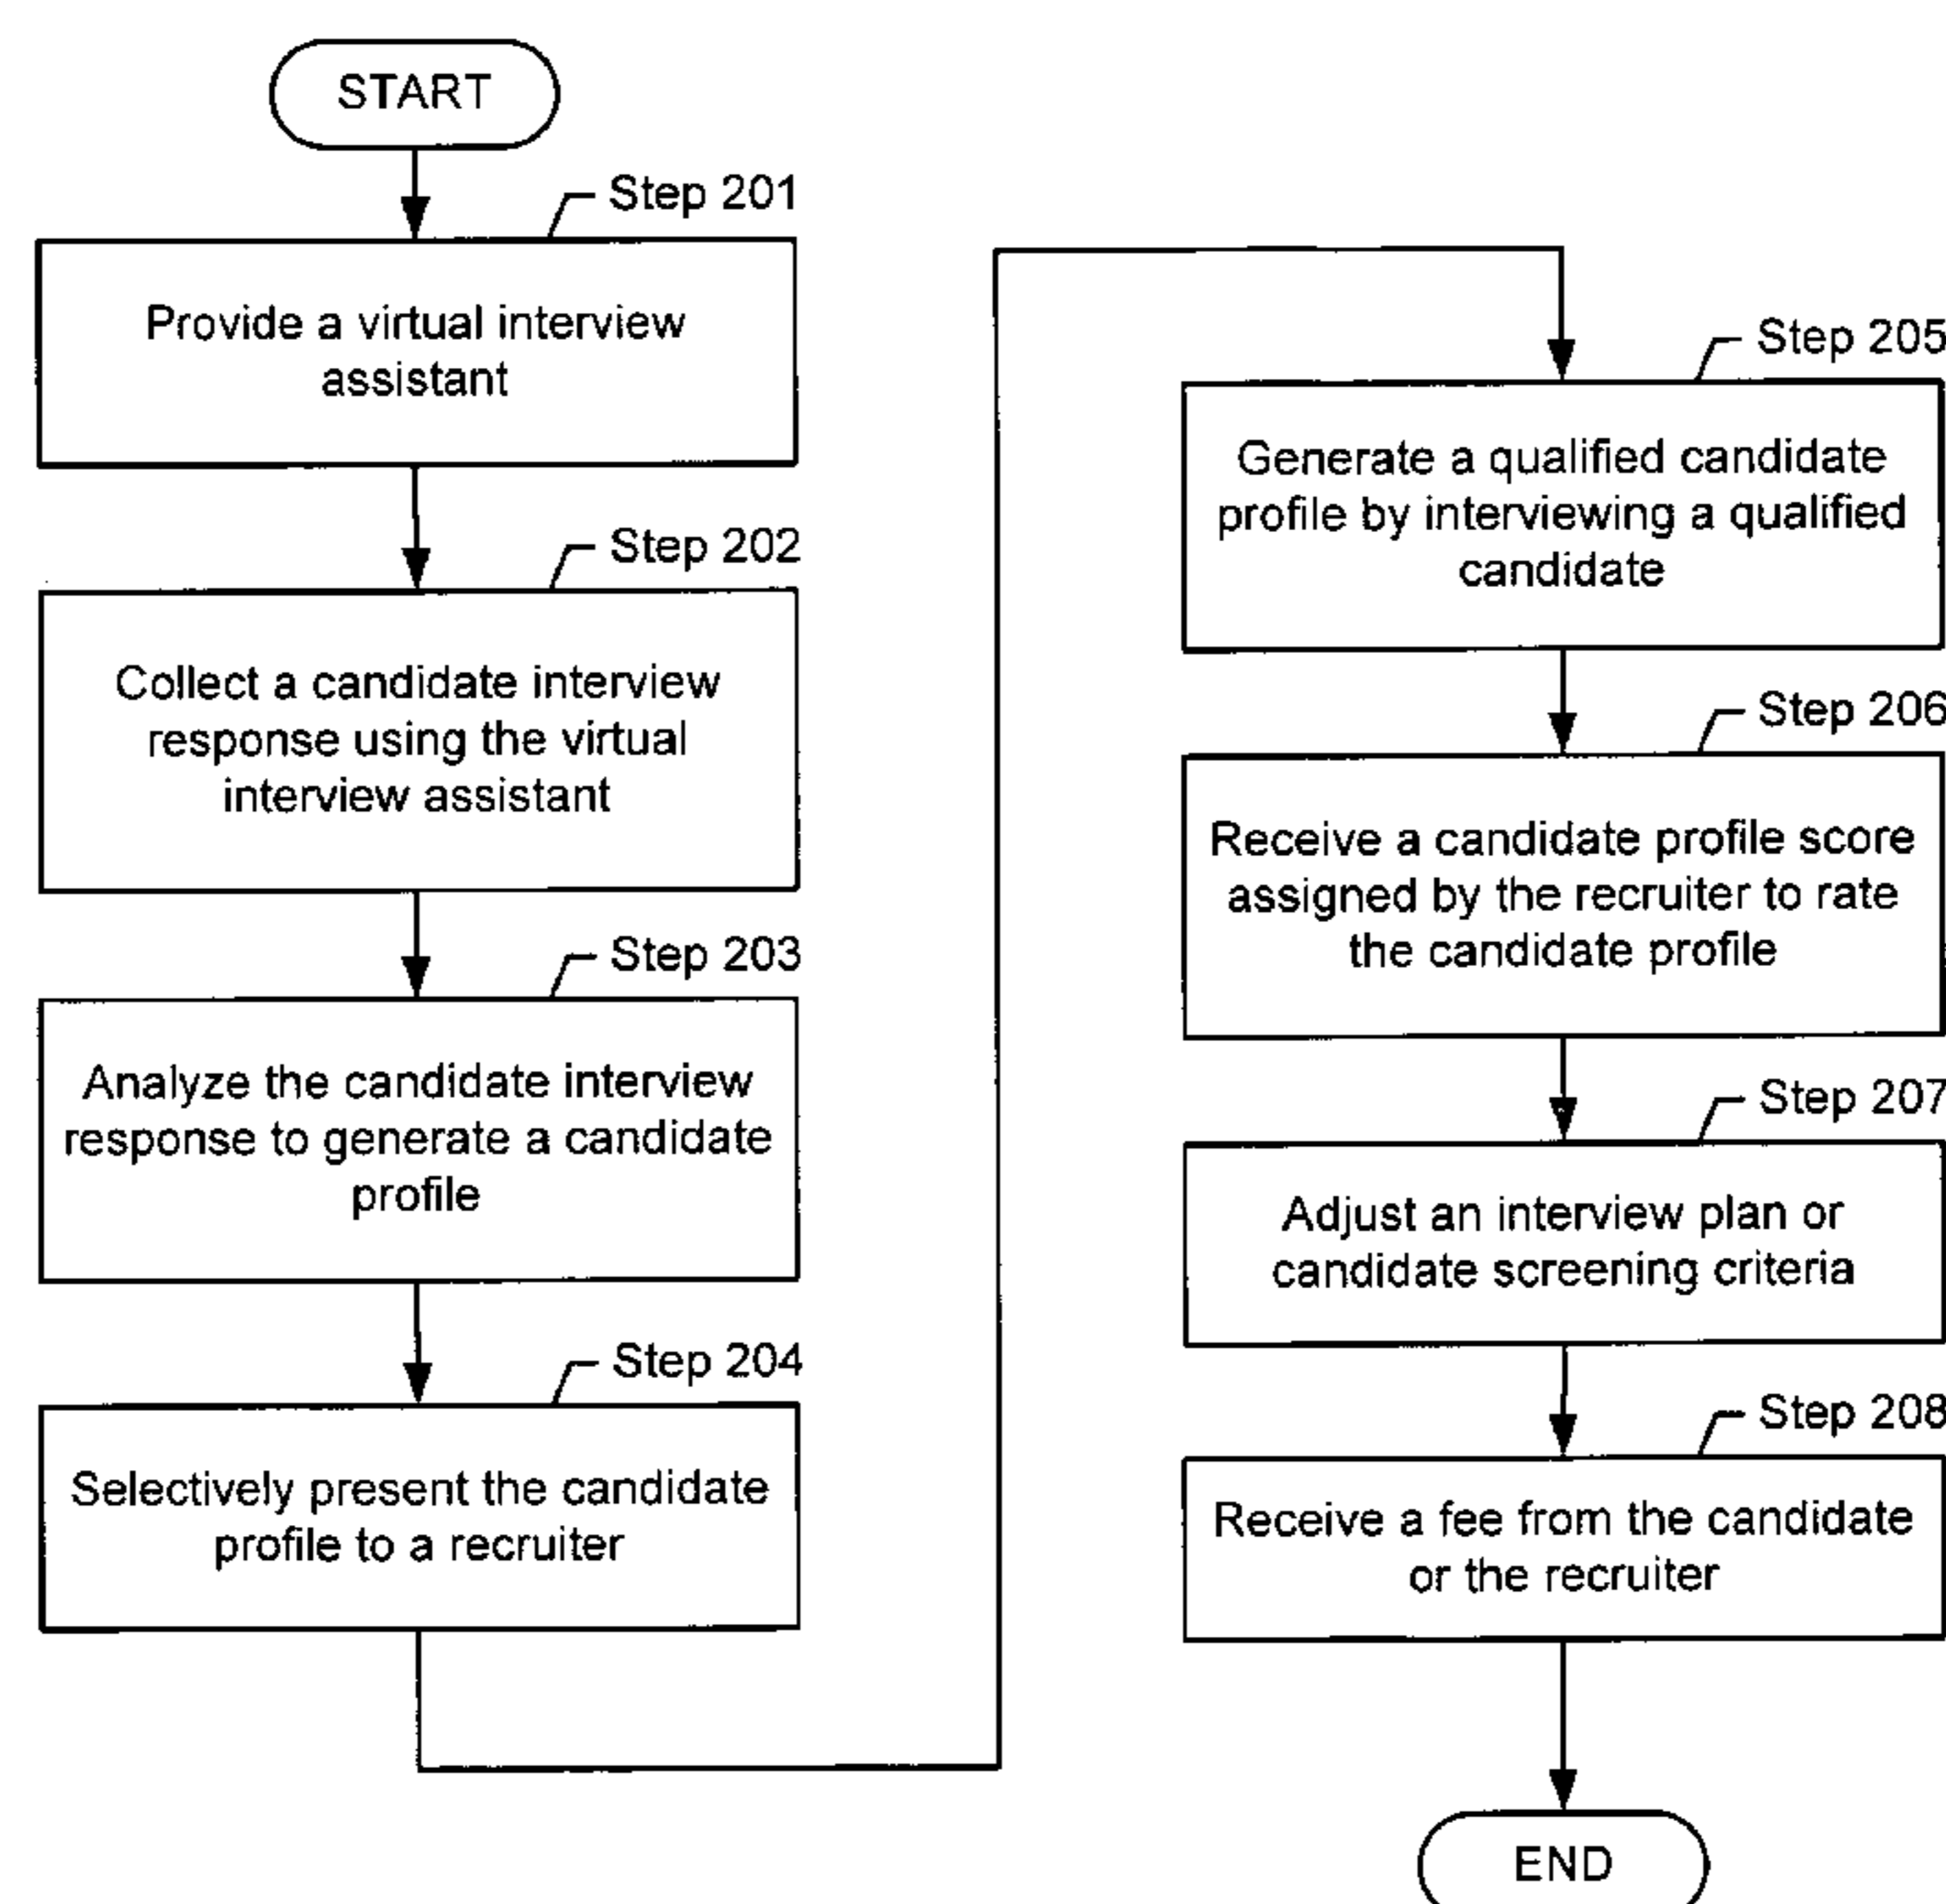 START
Step 201
Provide a virtual interview
assistant
Step 202
Collect a candidate interview
response using the virtual
interview assistant
Step 203
Analyze the candidate interview
response to generate a candidate
profile
Step 204
Selectively present the candidate
profile to a recruiter
Step 205
Generate a qualified candidate
profile by interviewing a qualified
candidate
Step 206
Receive a candidate profile score
assigned by the recruiter to rate
the candidate profile
Step 207
Adjust an interview plan or
candidate screening criteria
Step 208
Receive a fee from the candidate
or the recruiter
END